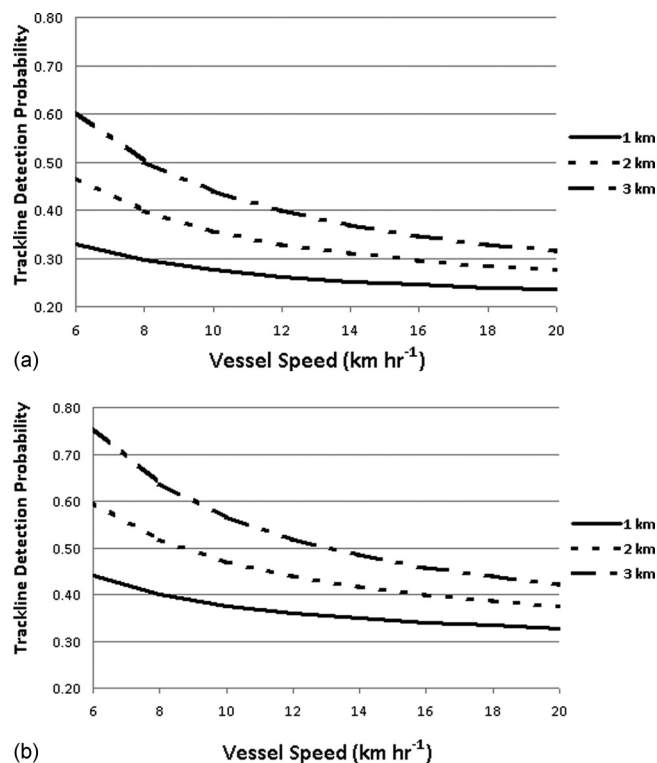 0.80
0.70
0.60
0.50
0.40
0.30
0.20
Trackline Detection Probability
6 8 10 12 14 16 18 20
Vessel Speed (km hr-1)
1 km
2 km
3 km
(a)
0.80
0.70
0.60
0.50
0.40
0.30
0.20
Trackline Detection Probability
6 8 10 12 14 16 18 20
Vessel Speed (km hr-1)
1 km
2 km
3 km
(b)